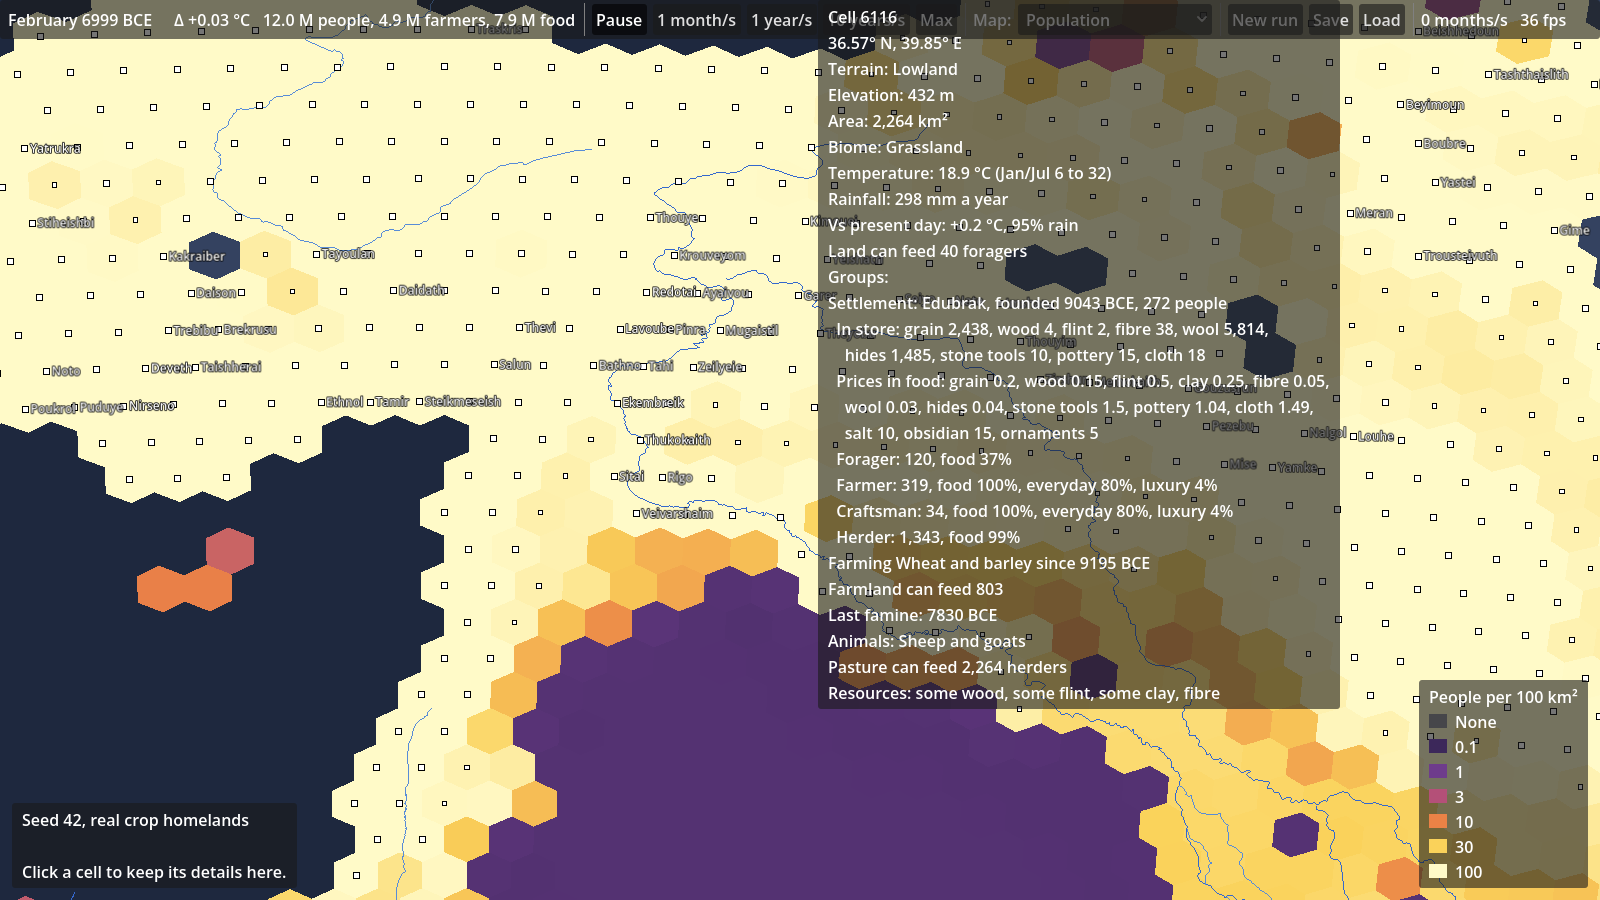 February 6999 BCE Δ +0.03 °C 12.0 M people, 4.9 M farmers, 7.9 M food Pause 1 month/s 1 year/s 10 years/s Max Map: Population New run Save Load 0 months/s 36 fps
Cell 6116
36.57° N, 39.85° E
Terrain: Lowland
Elevation: 432 m
Area: 2,264 km²
Biome: Grassland
Temperature: 18.9 °C (Jan/Jul 6 to 32)
Rainfall: 298 mm a year
Vs present day: +0.2 °C, 95% rain
Land can feed 40 foragers
Groups:
Settlement: Edubrak, founded 9043 BCE, 272 people
In store: grain 2,438, wood 4, flint 2, fibre 38, wool 5,814,
hides 1,485, stone tools 10, pottery 15, cloth 18
Prices in food: grain 0.2, wood 0.15, flint 0.5, clay 0.25, fibre 0.05,
wool 0.03, hides 0.04, stone tools 1.5, pottery 1.04, cloth 1.49,
salt 10, obsidian 15, ornaments 5
Forager: 120, food 37%
Farmer: 319, food 100%, everyday 80%, luxury 4%
Craftsman: 34, food 100%, everyday 80%, luxury 4%
Herder: 1,343, food 99%
Farming Wheat and barley since 9195 BCE
Farmland can feed 803
Last famine: 7830 BCE
Animals: Sheep and goats
Pasture can feed 2,264 herders
Resources: some wood, some flint, some clay, fibre
Tashthaislith
Beyimoun
Boubre
Yatrukra
Yastei
Meran
Thouye
Stiheishbi
Gime
Kakraiber
Tayoulan
Krouveyom
Trousteivuth
Daison
Daidath
Redotai
Ayaivou
Trebibu
Brekrusu
Thevi
Lavoube
Pinra
Mugaistil
Thouyim
Noto
Deveth
Taishherai
Salun
Bathno
Tahi
Zeilyeie
Poukrof
Puduye
Nirseno
Ethnol
Tamir
Steikmeseish
Ekembreik
Pezebu
Nalgol
Louhe
Thukokaith
Mise
Yamke
Sitai
Rigo
Veivarshaim
People per 100 km²
None
0.1
1
3
10
30
100
Seed 42, real crop homelands
Click a cell to keep its details here.